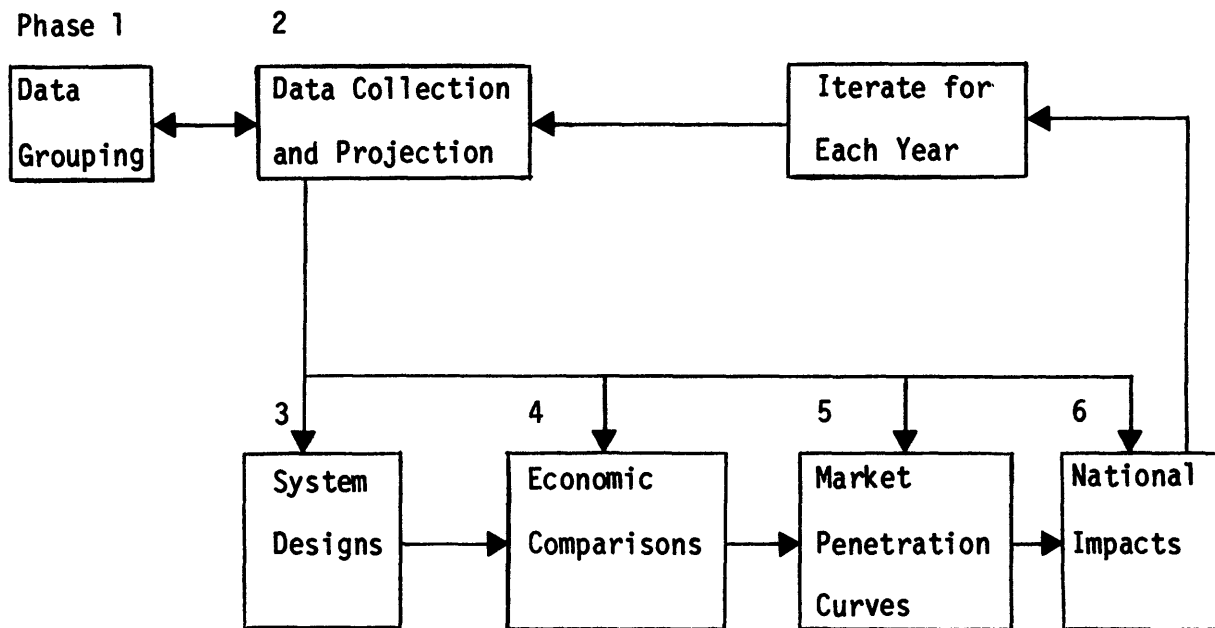 Phase 1
2
Data
Grouping
Data Collection
and Projection
Iterate for
Each Year
3
4
5
6
System
Designs
Economic
Comparisons
Market
Penetration
Curves
National
Impacts